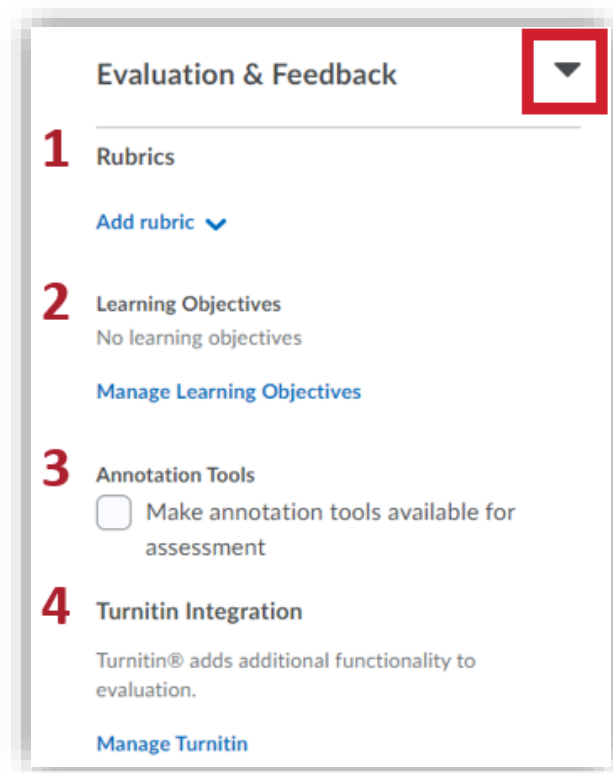 Evaluation & Feedback
1 Rubrics
Add rubric
2 Learning Objectives
No learning objectives
Manage Learning Objectives
3 Annotation Tools
Make annotation tools available for
assessment
4 Turnitin Integration
Turnitin® adds additional functionality to
evaluation.
Manage Turnitin